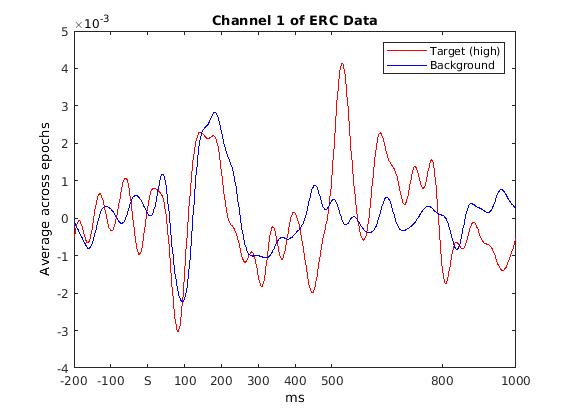 Channel 1 of ERC Data
×10⁻³
5
4
3
2
1
0
-1
-2
-3
-4
Average across epochs
Target (high)
Background
-200 -100 S 100 200 300 400 500 800 1000
ms